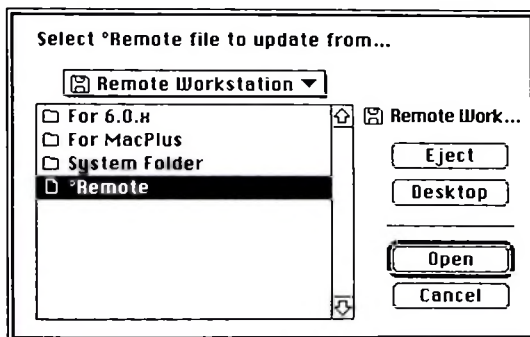 Select °Remote file to update from...
Remote Workstation
For 6.0.x
For MacPlus
System Folder
°Remote
Remote Work...
Eject
Desktop
Open
Cancel